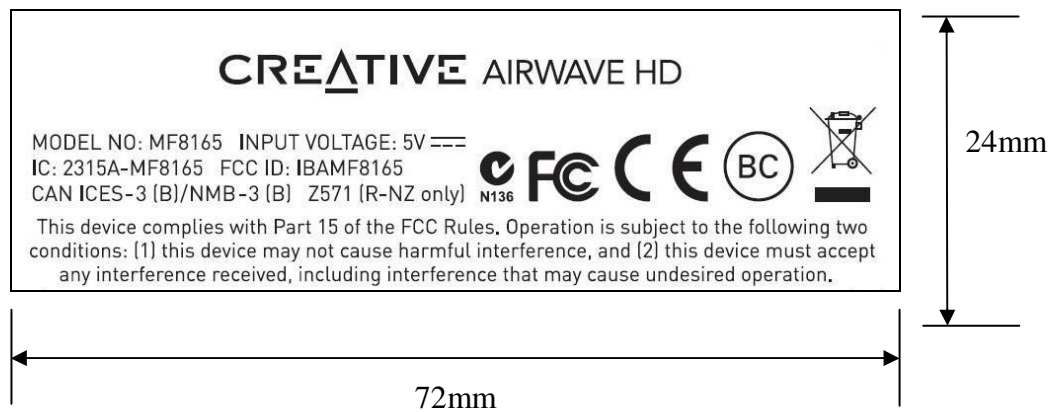 CREATIVE AIRWAVE HD
MODEL NO: MF8165 INPUT VOLTAGE: 5V
IC: 2315A-MF8165 FCC ID: IBAMF8165
CAN ICES-3 (B)/NMB-3 (B) Z571 (R-NZ only)
N136
FC
CE
BC
This device complies with Part 15 of the FCC Rules. Operation is subject to the following two
conditions: (1) this device may not cause harmful interference, and (2) this device must accept
any interference received, including interference that may cause undesired operation.
24mm
72mm